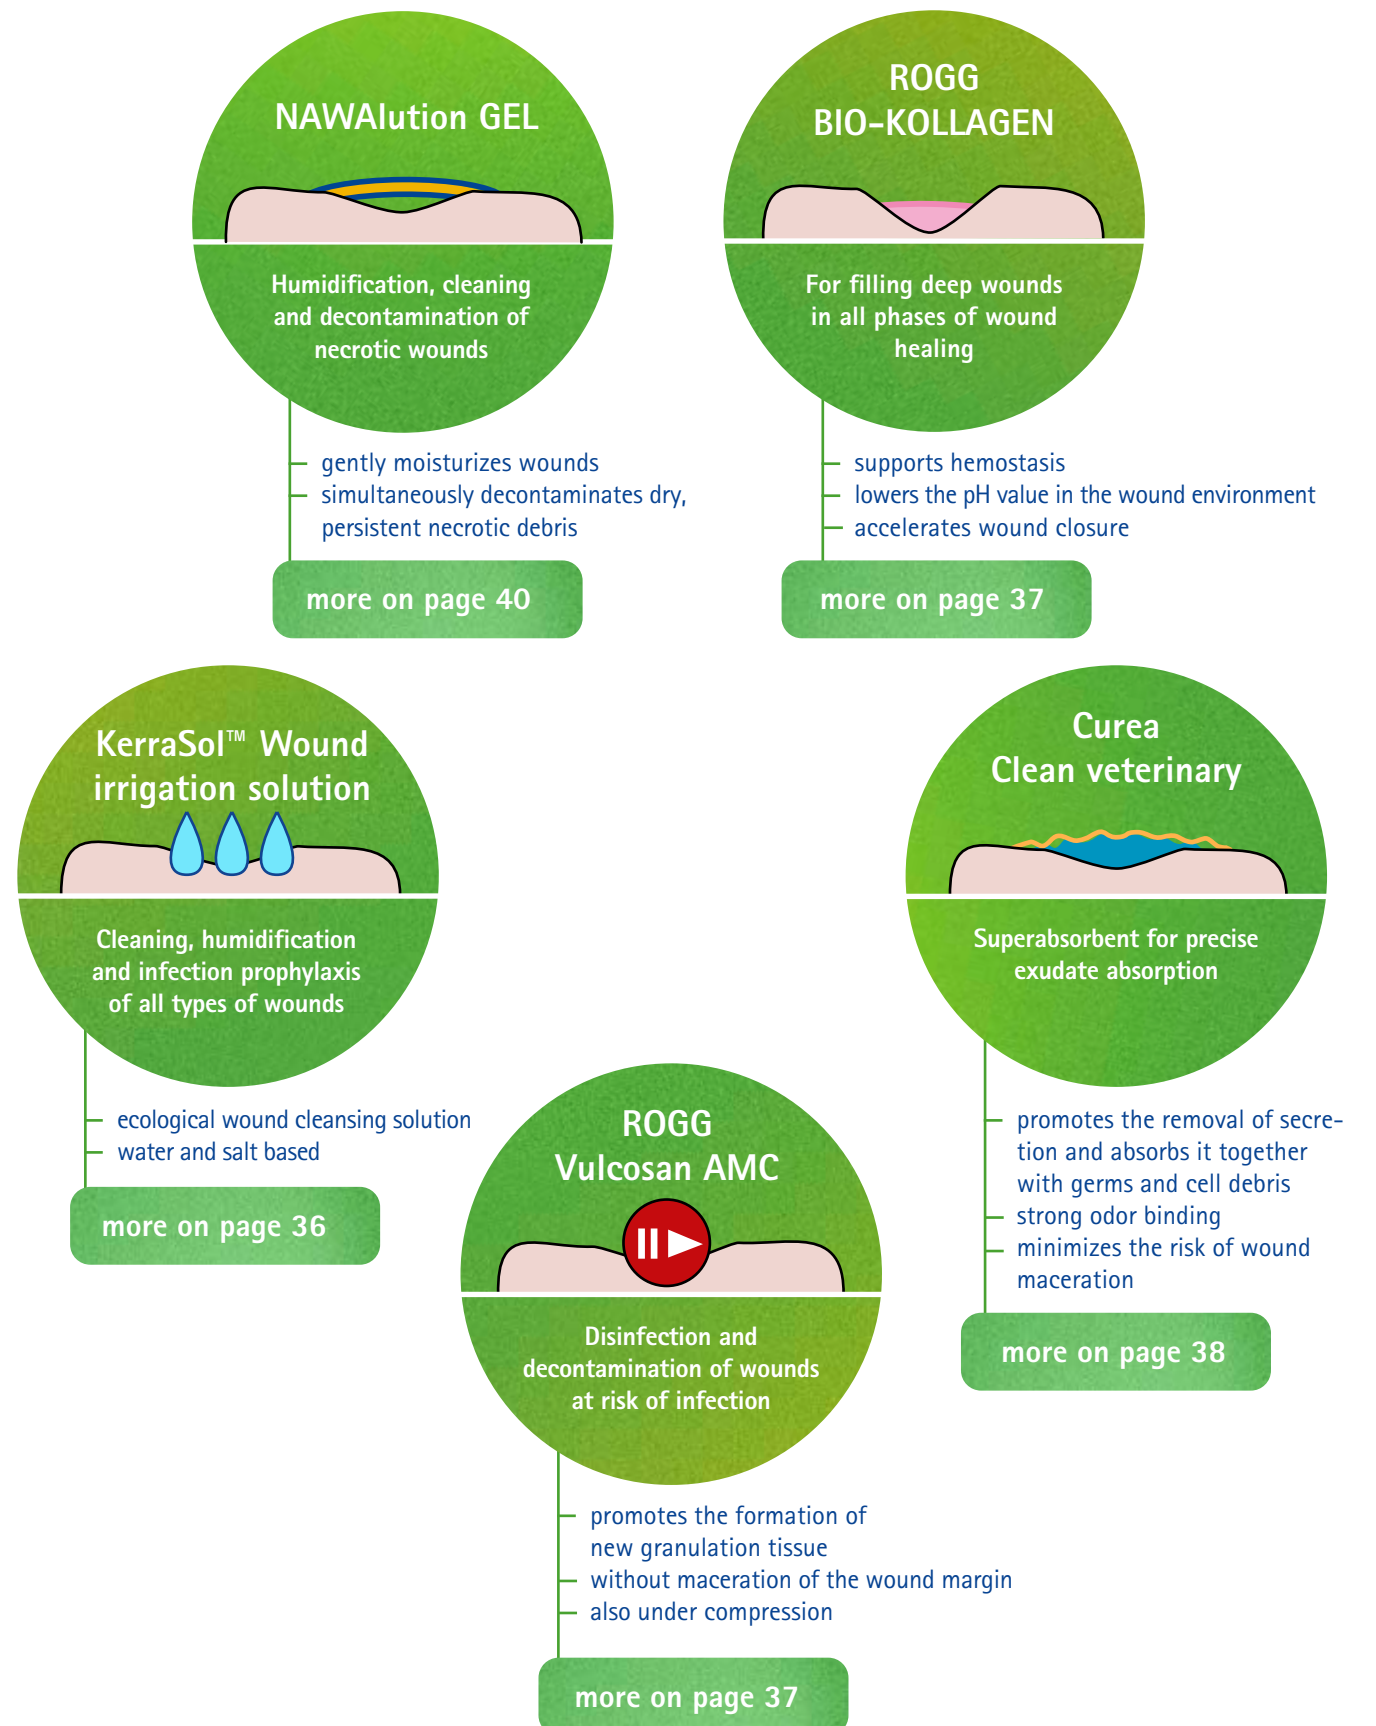 NAWAlution GEL
Humidification, cleaning
and decontamination of
necrotic wounds
gently moisturizes wounds
simultaneously decontaminates dry,
persistent necrotic debris
more on page 40
ROGG
BIO-KOLLAGEN
For filling deep wounds
in all phases of wound
healing
supports hemostasis
lowers the pH value in the wound environment
accelerates wound closure
more on page 37
KerraSol™ Wound
irrigation solution
Cleaning, humidification
and infection prophylaxis
of all types of wounds
ecological wound cleansing solution
water and salt based
more on page 36
Curea
Clean veterinary
Superabsorbent for precise
exudate absorption
promotes the removal of secre-
tion and absorbs it together
with germs and cell debris
strong odor binding
minimizes the risk of wound
maceration
more on page 38
ROGG
Vulcosan AMC
Disinfection and
decontamination of wounds
at risk of infection
promotes the formation of
new granulation tissue
without maceration of the wound margin
also under compression
more on page 37